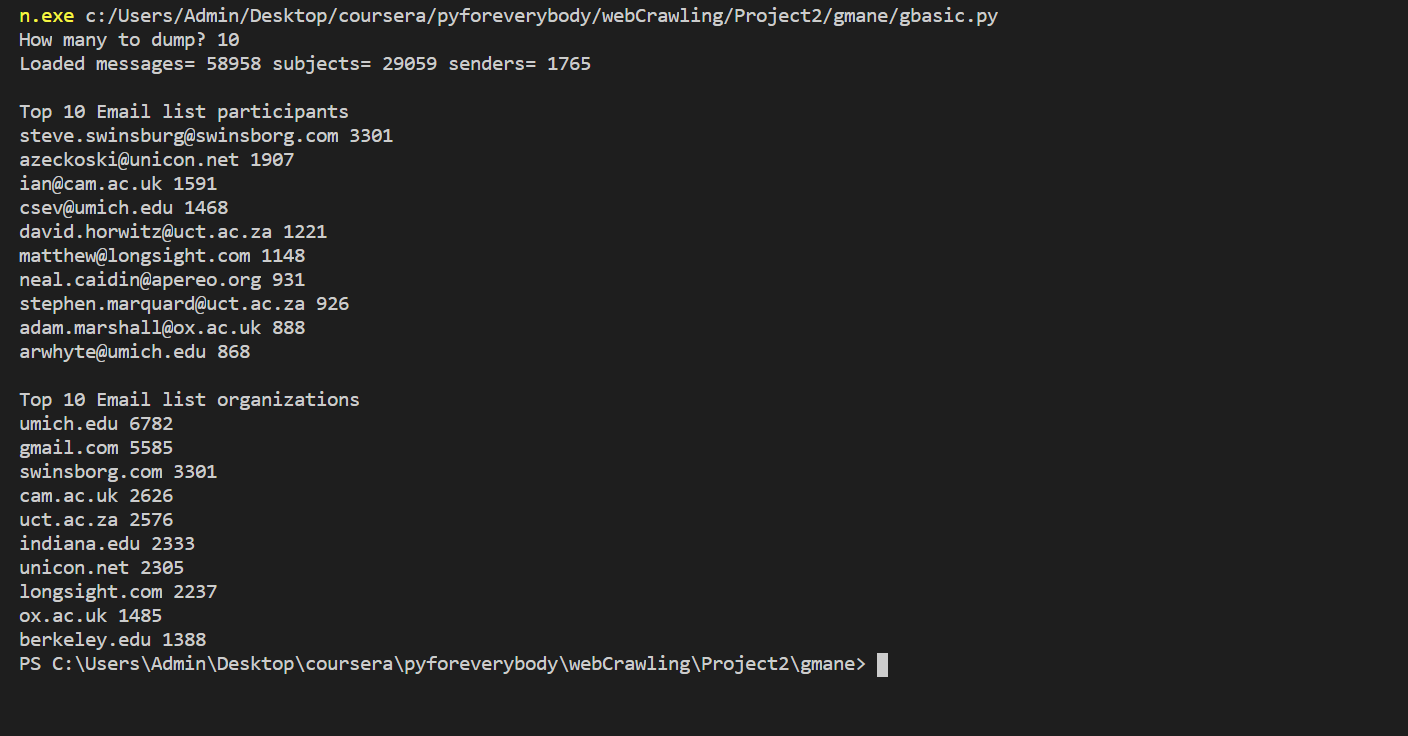 n.exe c:/Users/Admin/Desktop/coursera/pyforeverybody/webCrawling/Project2/gmane/gbasic.py
How many to dump? 10
Loaded messages= 58958 subjects= 29059 senders= 1765
Top 10 Email list participants
steve.swinsburg@swinsborg.com 3301
azeckoski@unicon.net 1907
ian@cam.ac.uk 1591
csev@umich.edu 1468
david.horwitz@uct.ac.za 1221
matthew@longsight.com 1148
neal.caidin@apereo.org 931
stephen.marquard@uct.ac.za 926
adam.marshall@ox.ac.uk 888
arwhyte@umich.edu 868
Top 10 Email list organizations
umich.edu 6782
gmail.com 5585
swinsborg.com 3301
cam.ac.uk 2626
uct.ac.za 2576
indiana.edu 2333
unicon.net 2305
longsight.com 2237
ox.ac.uk 1485
berkeley.edu 1388
PS C:\Users\Admin\Desktop\coursera\pyforeverybody\webCrawling\Project2\gmane>